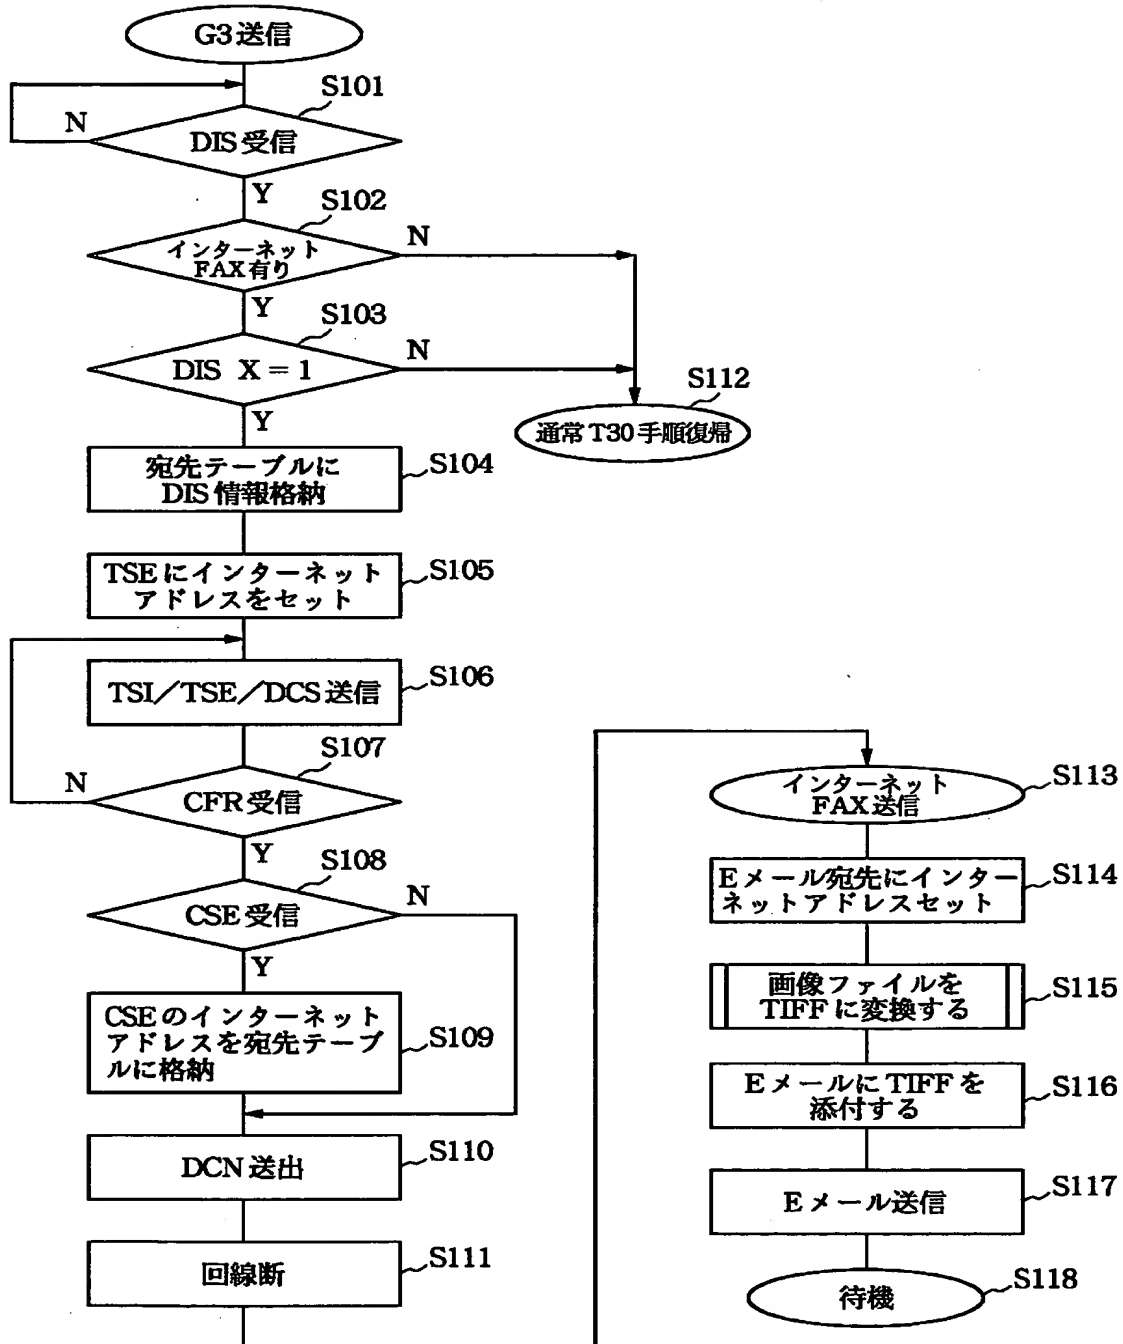 G3送信
S101
N
DIS受信
Y
S102
インターネット
FAX有り
N
Y
S103
DIS X=1
N
Y
S112
通常T30手順復帰
宛先テーブルに
DIS情報格納
S104
TSEにインターネット
アドレスをセット
S105
TSI/TSE/DCS送信
S106
S107
N
CFR受信
Y
S108
CSE受信
N
Y
CSEのインターネット
アドレスを宛先テーブ
ルに格納
S109
DCN送出
S110
回線断
S111
インターネット
FAX送信
S113
Eメール宛先にインター
ネットアドレスセット
S114
画像ファイルを
TIFFに変換する
S115
EメールにTIFFを
添付する
S116
Eメール送信
S117
待機
S118